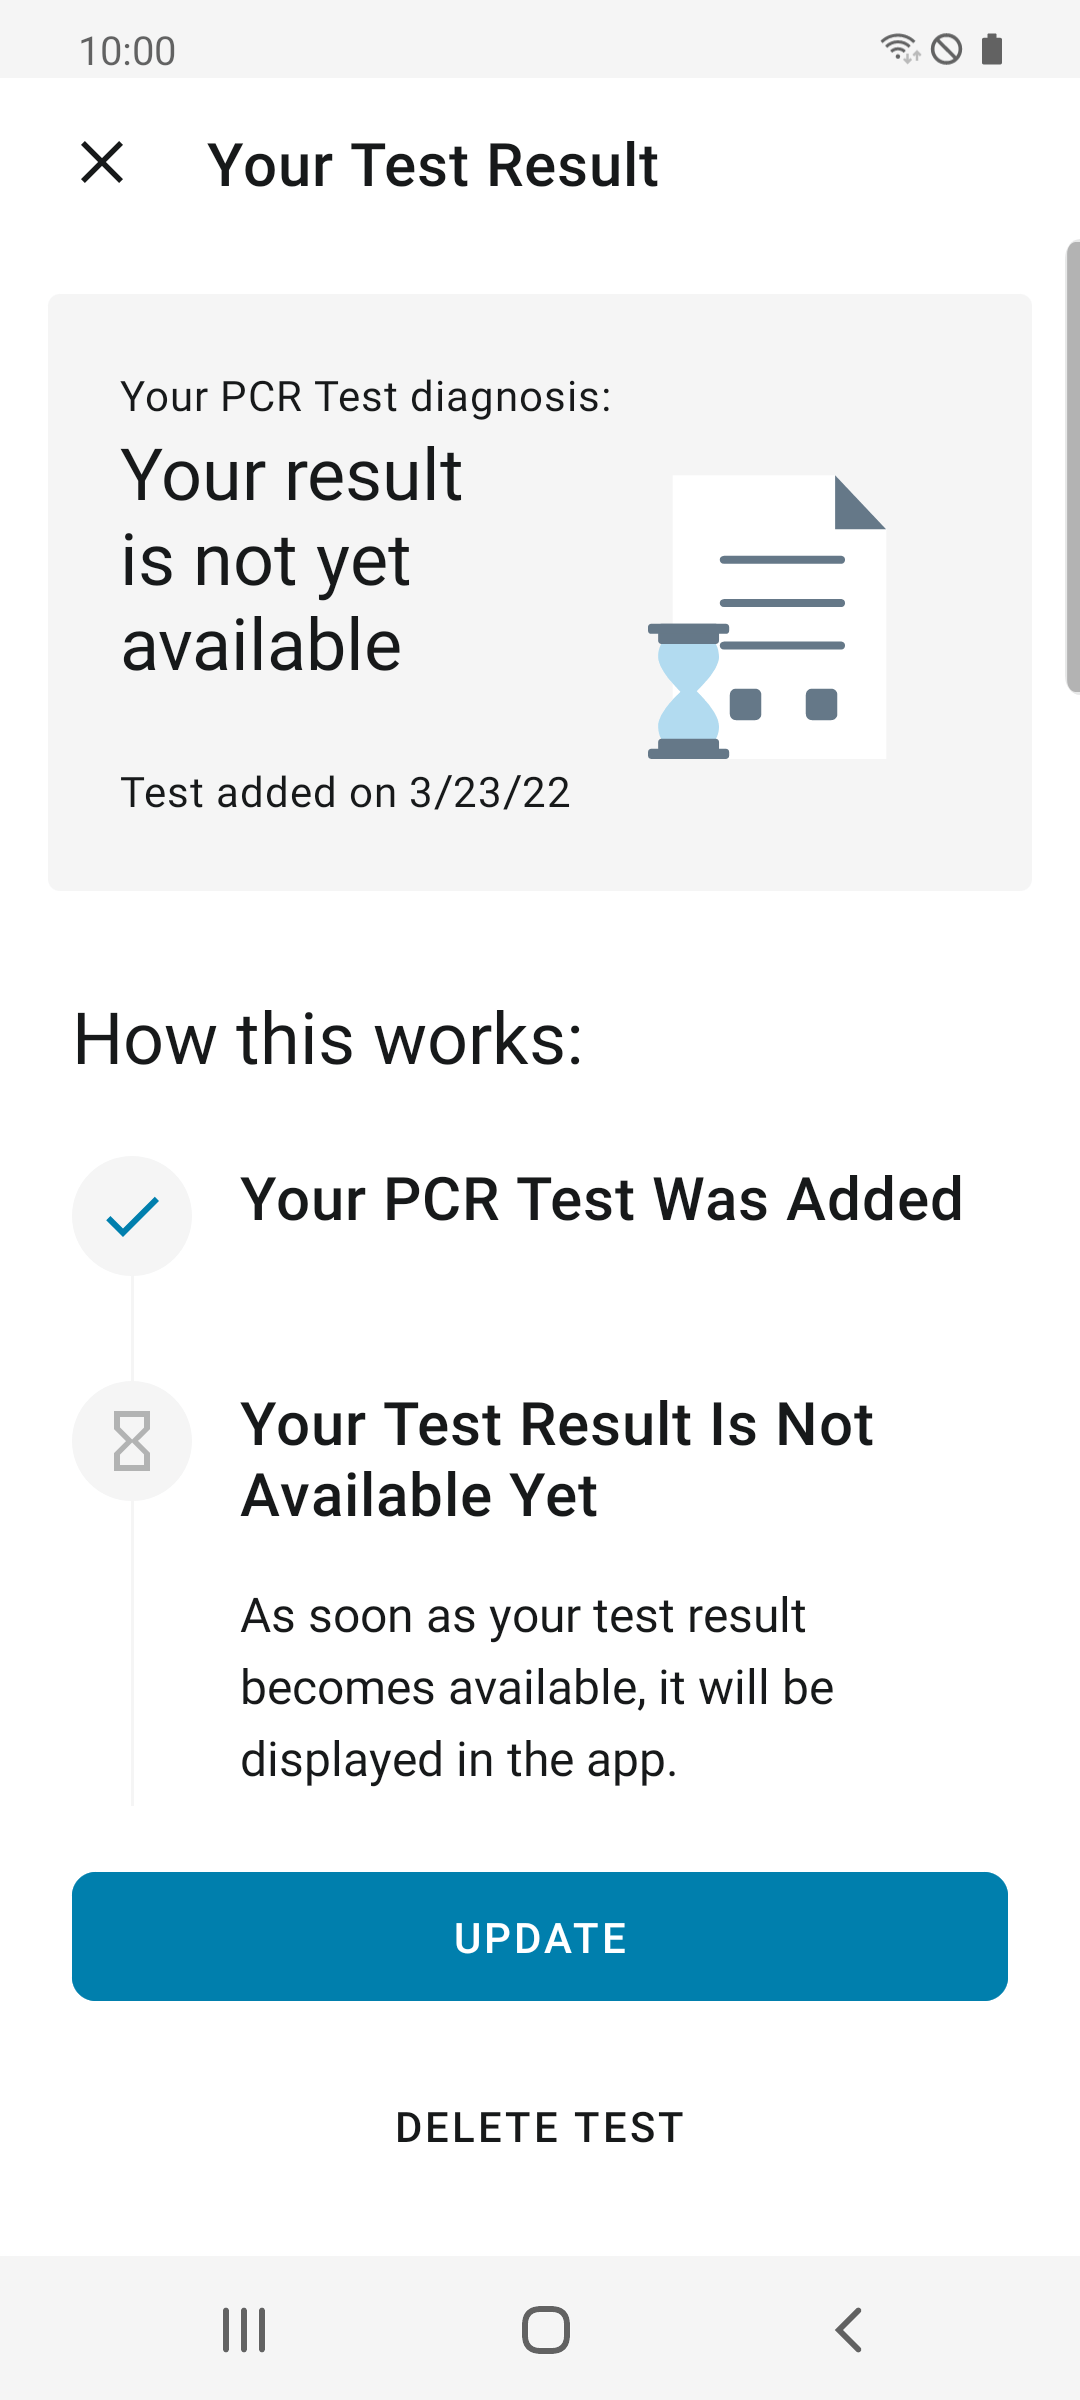 10:00
Your Test Result
Your PCR Test diagnosis:
Your result
is not yet
available
Test added on 3/23/22
How this works:
Your PCR Test Was Added
Your Test Result Is Not
Available Yet
As soon as your test result
becomes available, it will be
displayed in the app.
UPDATE
DELETE TEST